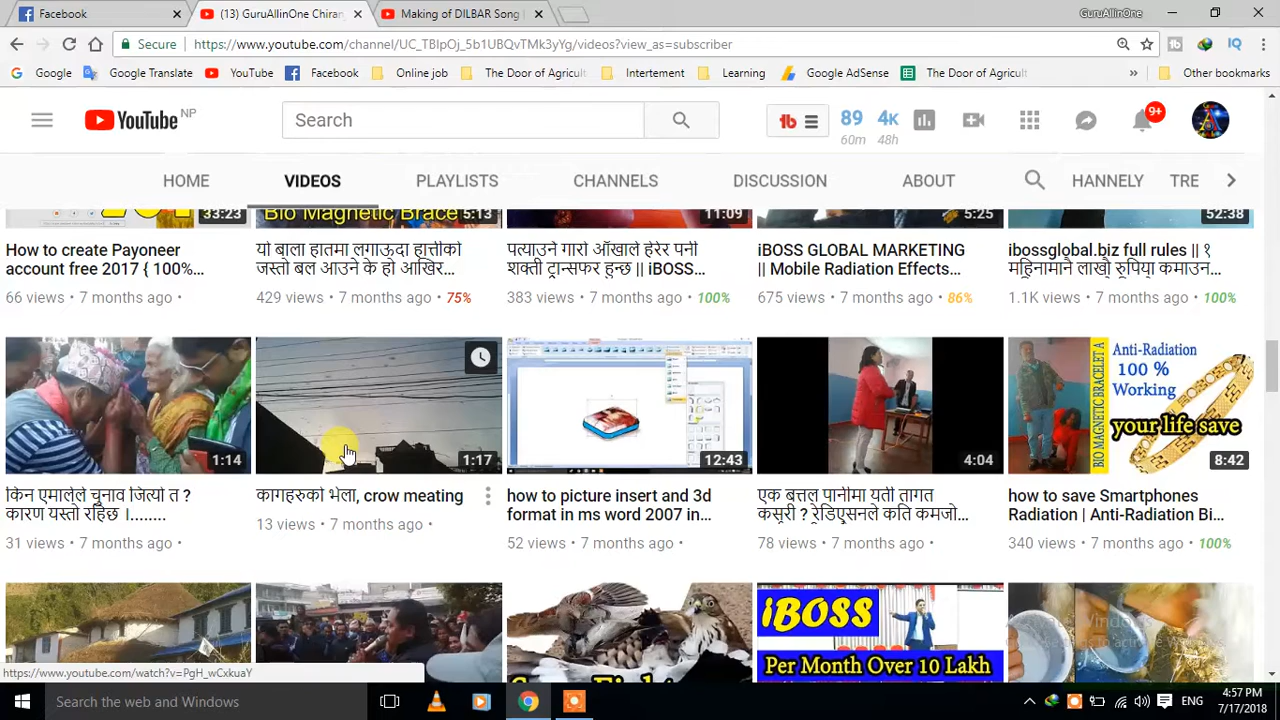 Facebook
(13) GuruAllinOne Chiran
Making of DILBAR Song
GuruAllinOne
Secure
https://www.youtube.com/channel/UC_TBIpOj_5b1UBQvTMk3yYg/videos?view_as=subscriber
Google
Google Translate
YouTube
Facebook
Online job
The Door of Agricult
Intertement
Learning
Google AdSense
The Door of Agricult
Other bookmarks
YouTube NP
Search
89
60m
4K
48h
9+
HOME
VIDEOS
PLAYLISTS
CHANNELS
DISCUSSION
ABOUT
HANNELY
TRE
33:23
Bio Magnetic Brace
5:13
11:09
5:25
52:38
How to create Payoneer
account free 2017 { 100%...
66 views • 7 months ago •
यो बाला हातमा लगाऊदा हात्तीको
जस्तो बल आउने के हो आखिर...
429 views • 7 months ago • 75%
पत्याउने गारो आँखाले हेरेर पनी
शक्ती ट्रान्सफर हुन्छ || iBOSS...
383 views • 7 months ago • 100%
iBOSS GLOBAL MARKETING
|| Mobile Radiation Effects...
675 views • 7 months ago • 86%
ibossglobal.biz full rules || १
महिनामानै लाखौ रुपिया कमाउन...
1.1K views • 7 months ago • 100%
1:14
1:17
12:43
4:04
BIO MAGNETIC BRACELET A
Anti-Radiation
100 %
Working
your life save
8:42
किन एमालेले चुनाव जित्यो त ?
कारण यस्तो रहिछ ।........
31 views • 7 months ago •
कागहरुको भेला, crow meating
13 views • 7 months ago •
how to picture insert and 3d
format in ms word 2007 in...
52 views • 7 months ago •
एक बत्तल पानीमा यती तागत
कसुरी ? रेडिएसनले कति कमजो...
78 views • 7 months ago •
how to save Smartphones
Radiation | Anti-Radiation Bi...
340 views • 7 months ago • 100%
iBOSS
Per Month Over 10 Lakh
https://www.youtube.com/watch?v=PgH_wCxkuaY
Search the web and Windows
ENG
4:57 PM
7/17/2018